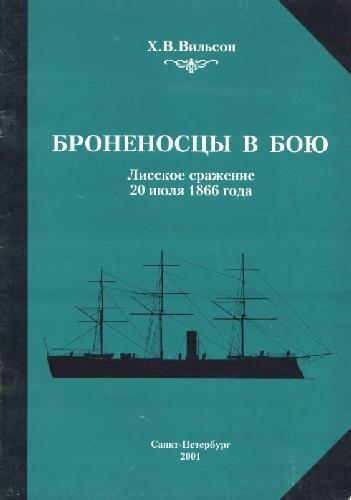 Х.В.Вильсон
БРОНЕНОСЦЫ В БОЮ
Лисское сражение
20 июля 1866 года
Санкт-Петербург
2001